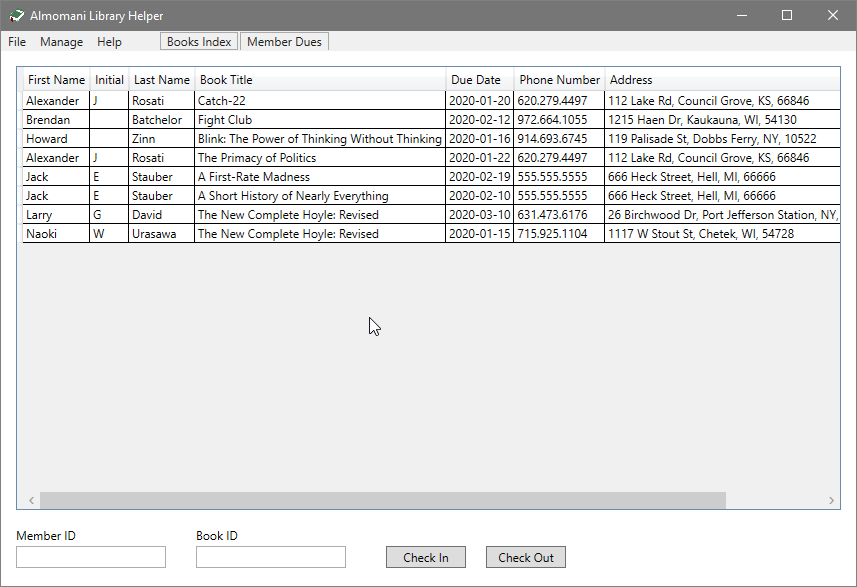 Almomani Library Helper
File Manage Help Books Index Member Dues
First Name Initial Last Name Book Title Due Date Phone Number Address
Alexander J Rosati Catch-22 2020-01-20 620.279.4497 112 Lake Rd, Council Grove, KS, 66846
Brendan Batchelor Fight Club 2020-02-12 972.664.1055 1215 Haen Dr, Kaukauna, WI, 54130
Howard Zinn Blink: The Power of Thinking Without Thinking 2020-01-16 914.693.6745 119 Palisade St, Dobbs Ferry, NY, 10522
Alexander J Rosati The Primacy of Politics 2020-01-22 620.279.4497 112 Lake Rd, Council Grove, KS, 66846
Jack E Stauber A First-Rate Madness 2020-02-19 555.555.5555 666 Heck Street, Hell, MI, 66666
Jack E Stauber A Short History of Nearly Everything 2020-02-10 555.555.5555 666 Heck Street, Hell, MI, 66666
Larry G David The New Complete Hoyle: Revised 2020-03-10 631.473.6176 26 Birchwood Dr, Port Jefferson Station, NY,
Naoki W Urasawa The New Complete Hoyle: Revised 2020-01-15 715.925.1104 1117 W Stout St, Chetek, WI, 54728
Member ID Book ID
Check In Check Out